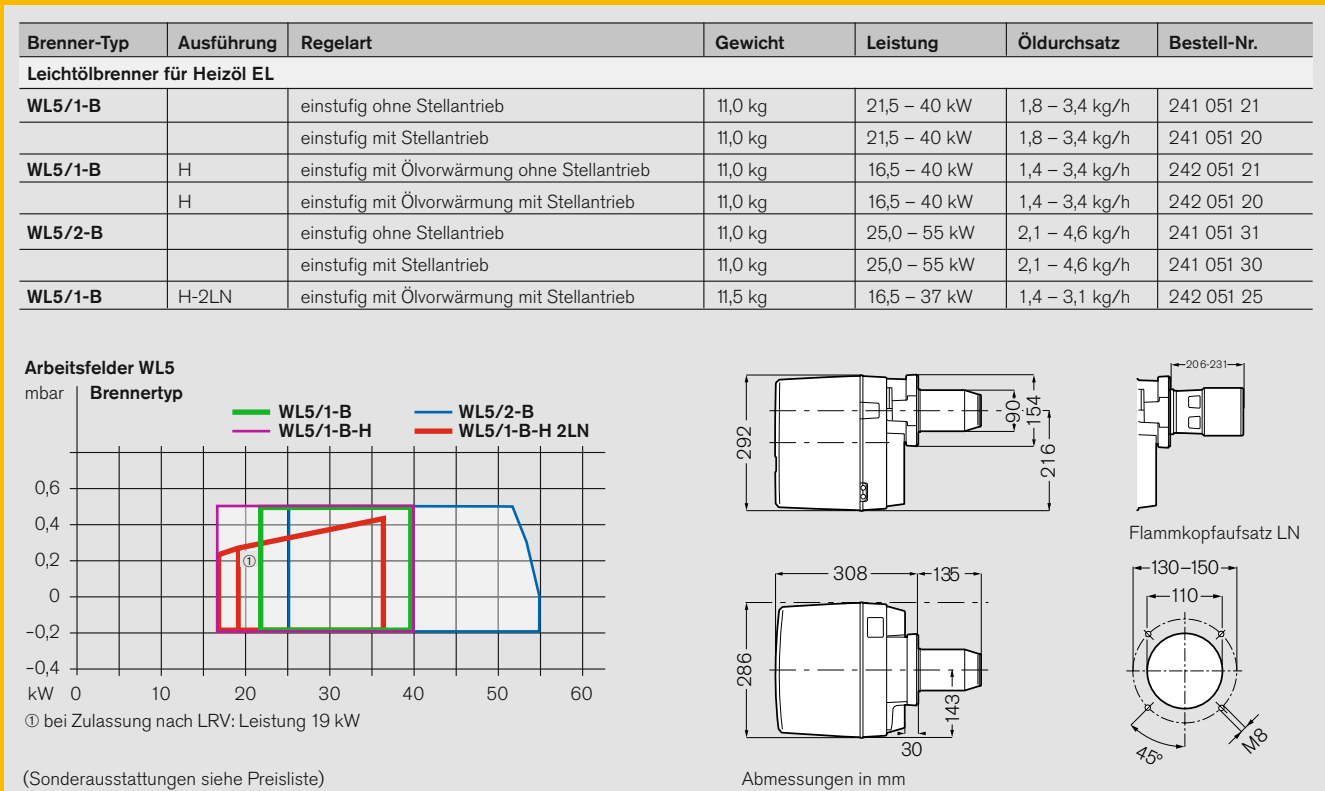 Brenner-Typ Ausführung Regelart Gewicht Leistung Öldurchsatz Bestell-Nr.
Leichtölbrenner für Heizöl EL
WL5/1-B einstufig ohne Stellantrieb 11,0 kg 21,5 – 40 kW 1,8 – 3,4 kg/h 241 051 21
einstufig mit Stellantrieb 11,0 kg 21,5 – 40 kW 1,8 – 3,4 kg/h 241 051 20
WL5/1-B H einstufig mit Ölvorwärmung ohne Stellantrieb 11,0 kg 16,5 – 40 kW 1,4 – 3,4 kg/h 242 051 21
H einstufig mit Ölvorwärmung mit Stellantrieb 11,0 kg 16,5 – 40 kW 1,4 – 3,4 kg/h 242 051 20
WL5/2-B einstufig ohne Stellantrieb 11,0 kg 25,0 – 55 kW 2,1 – 4,6 kg/h 241 051 31
einstufig mit Stellantrieb 11,0 kg 25,0 – 55 kW 2,1 – 4,6 kg/h 241 051 30
WL5/1-B H-2LN einstufig mit Ölvorwärmung mit Stellantrieb 11,5 kg 16,5 – 37 kW 1,4 – 3,1 kg/h 242 051 25
Arbeitsfelder WL5
mbar Brennertyp
WL5/1-B WL5/2-B
WL5/1-B-H WL5/1-B-H 2LN
0,6
0,4
0,2
①
0
–0,2
–0,4
kW 0 10 20 30 40 50 60
① bei Zulassung nach LRV: Leistung 19 kW
(Sonderausstattungen siehe Preisliste)
292
90
154
216
206-231
Flammkopfaufsatz LN
308 135
286
143
30
130–150
110
45°
M8
Abmessungen in mm